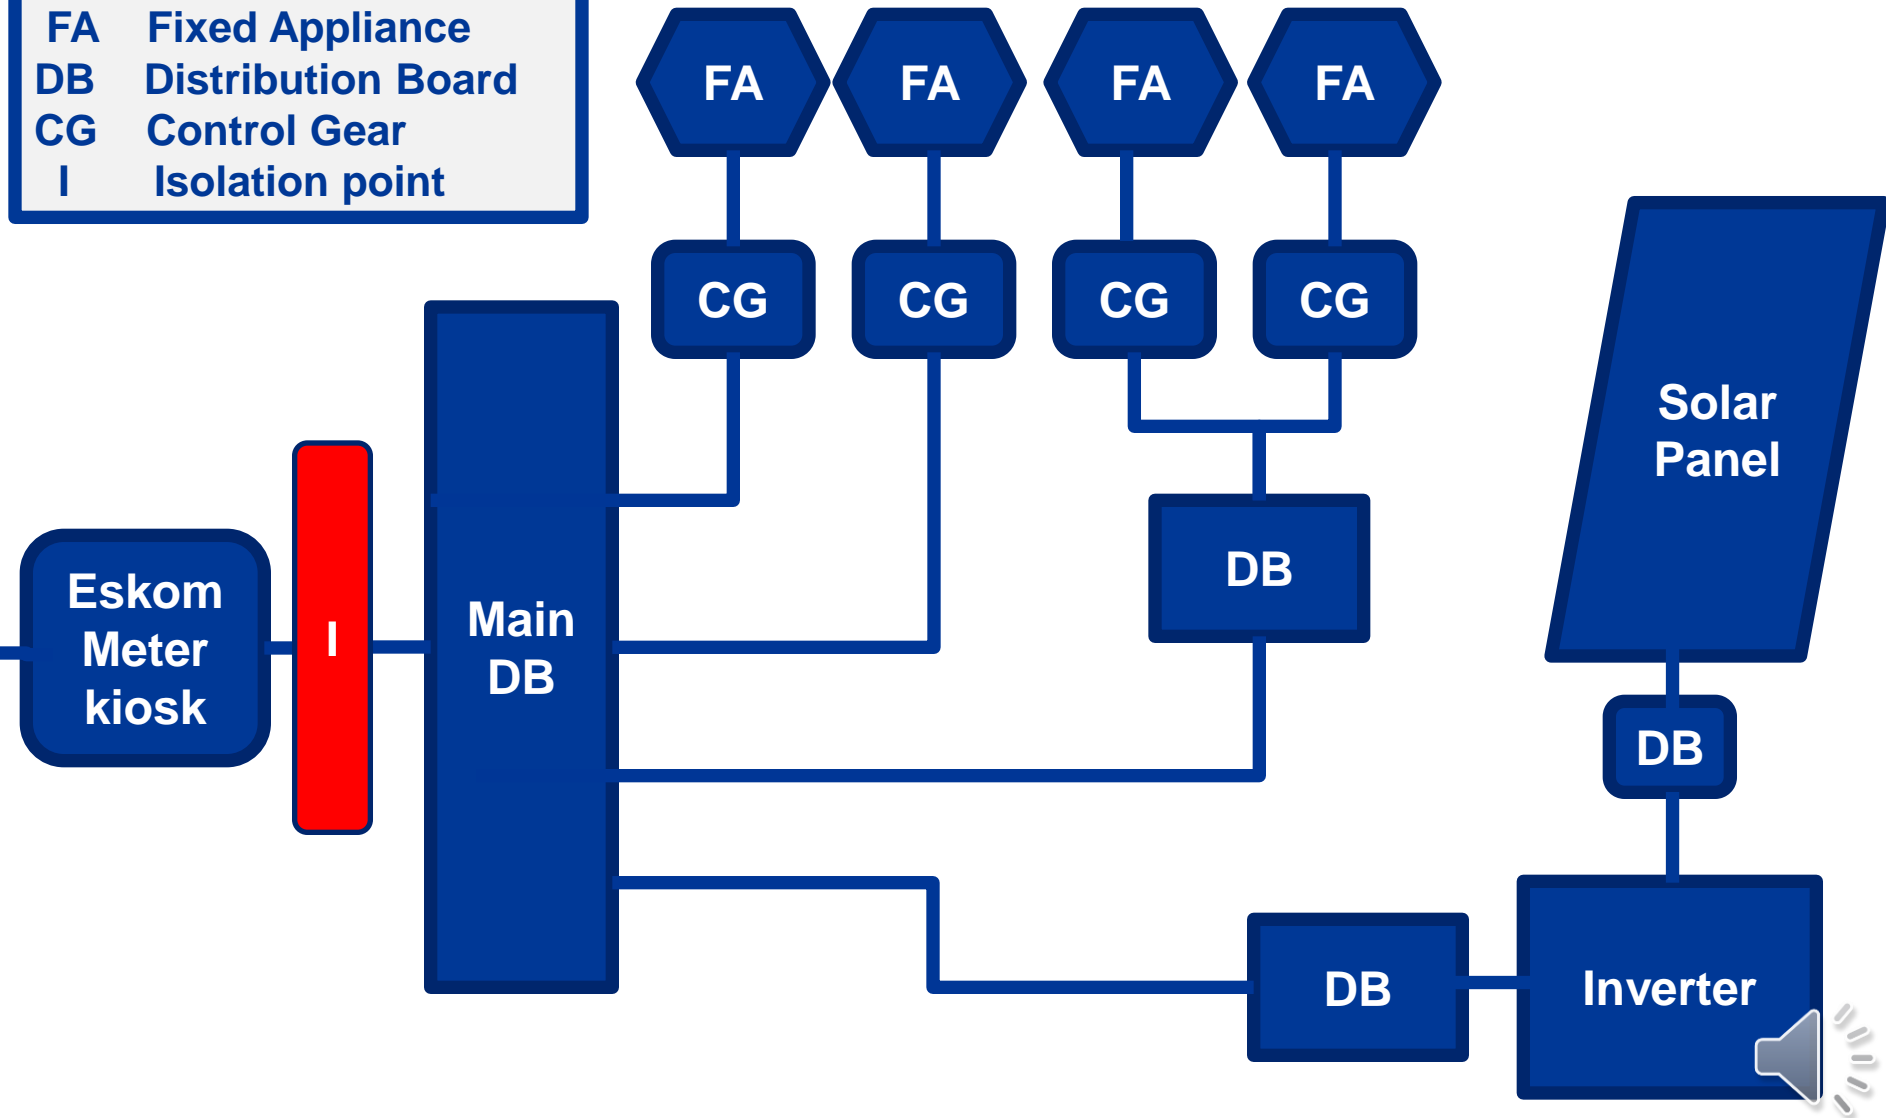 FA Fixed Appliance
DB Distribution Board
CG Control Gear
I Isolation point
FA
FA
FA
FA
CG
CG
CG
CG
Solar
Panel
Eskom
Meter
kiosk
I
Main
DB
DB
DB
DB
Inverter